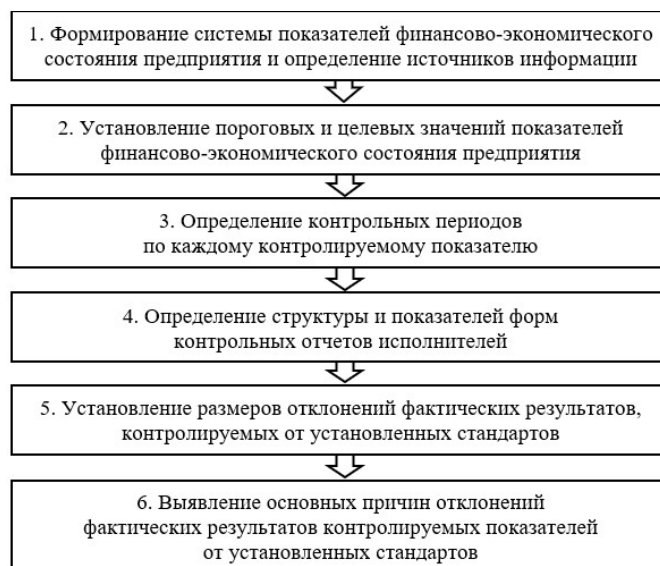 1. Формирование системы показателей финансово-экономического
состояния предприятия и определение источников информации
2. Установление пороговых и целевых значений показателей
финансово-экономического состояния предприятия
3. Определение контрольных периодов
по каждому контролируемому показателю
4. Определение структуры и показателей форм
контрольных отчетов исполнителей
5. Установление размеров отклонений фактических результатов,
контролируемых от установленных стандартов
6. Выявление основных причин отклонений
фактических результатов контролируемых показателей
от установленных стандартов